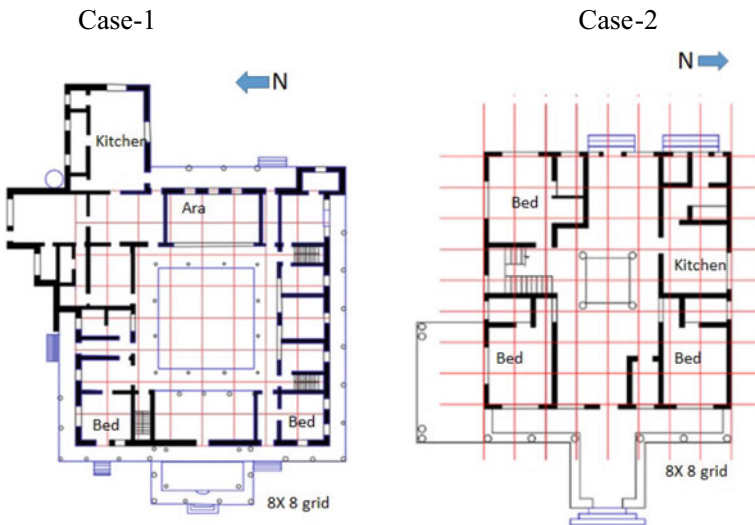 Case-1
Case-2
N
N
Kitchen
Ara
Bed
Kitchen
Bed
Bed
Bed
Bed
8X 8 grid
8X 8 grid